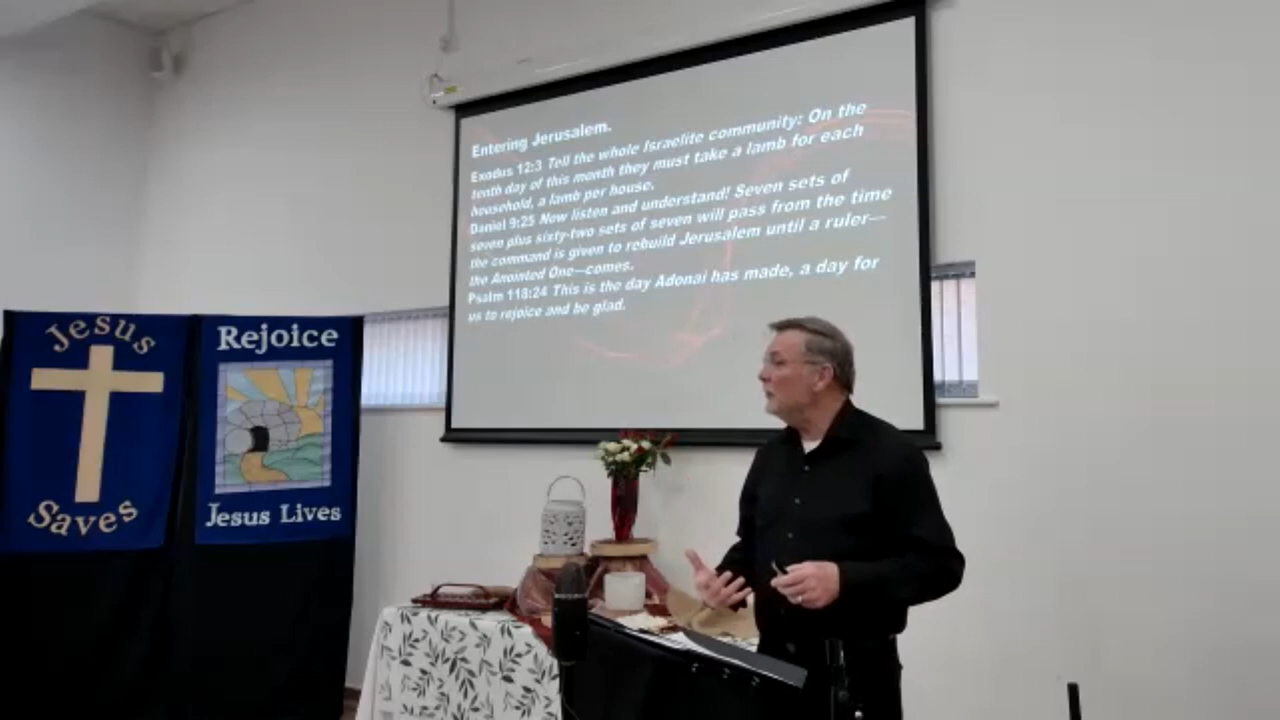 Entering Jerusalem.
Exodus 12:3 Tell the whole Israelite community: On the
tenth day of this month they must take a lamb for each
household, a lamb per house.
Daniel 9:25 Now listen and understand! Seven sets of
seven plus sixty-two sets of seven will pass from the time
the command is given to rebuild Jerusalem until a ruler—
the Anointed One—comes.
Psalm 118:24 This is the day Adonai has made, a day for
us to rejoice and be glad.
Jesus
Saves
Rejoice
Jesus Lives